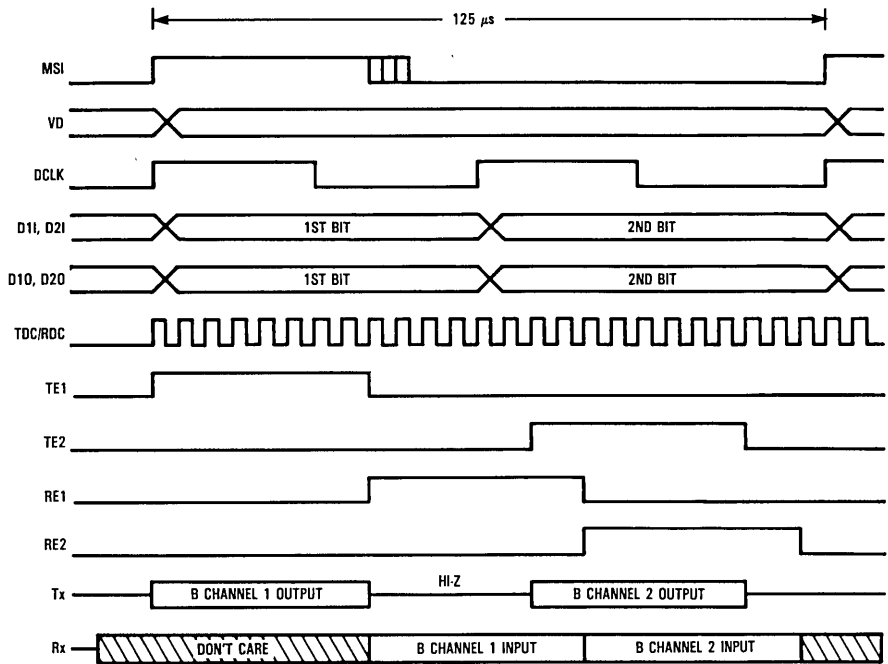 125 µs
MSI
VD
DCLK
D1I, D2I 1ST BIT 2ND BIT
D1O, D2O 1ST BIT 2ND BIT
TDC/RDC
TE1
TE2
RE1
RE2
Tx B CHANNEL 1 OUTPUT HI-Z B CHANNEL 2 OUTPUT
Rx DON'T CARE B CHANNEL 1 INPUT B CHANNEL 2 INPUT